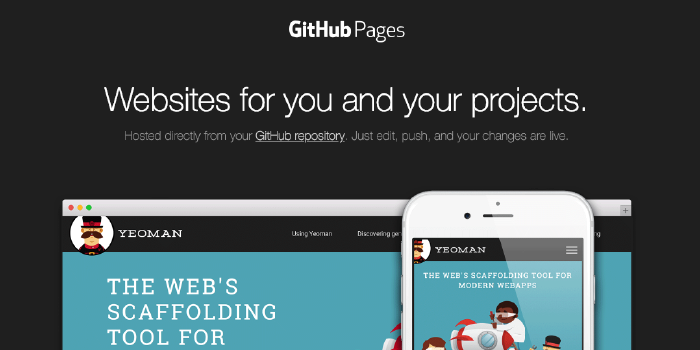 GitHub Pages
Websites for you and your projects.
Hosted directly from your GitHub repository. Just edit, push, and your changes are live.
YEOMAN
Using Yeoman
Discovering gen
ng
THE WEB'S
SCAFFOLDING
TOOL FOR
YEOMAN
THE WEB'S SCAFFOLDING TOOL FOR
MODERN WEBAPPS